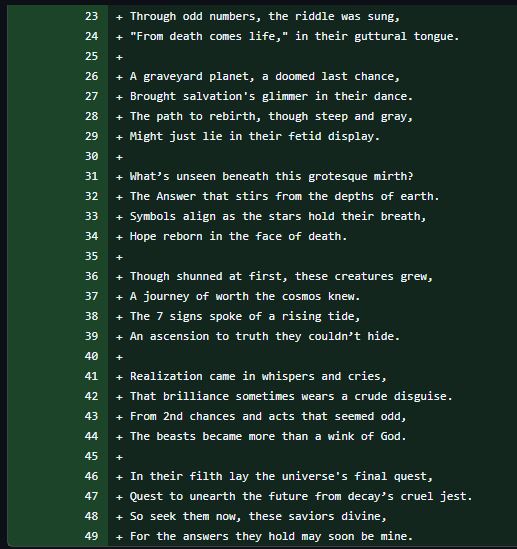 23 + Through odd numbers, the riddle was sung,
24 + "From death comes life," in their guttural tongue.
25 +
26 + A graveyard planet, a doomed last chance,
27 + Brought salvation's glimmer in their dance.
28 + The path to rebirth, though steep and gray,
29 + Might just lie in their fetid display.
30 +
31 + What’s unseen beneath this grotesque mirth?
32 + The Answer that stirs from the depths of earth.
33 + Symbols align as the stars hold their breath,
34 + Hope reborn in the face of death.
35 +
36 + Though shunned at first, these creatures grew,
37 + A journey of worth the cosmos knew.
38 + The 7 signs spoke of a rising tide,
39 + An ascension to truth they couldn’t hide.
40 +
41 + Realization came in whispers and cries,
42 + That brilliance sometimes wears a crude disguise.
43 + From 2nd chances and acts that seemed odd,
44 + The beasts became more than a wink of God.
45 +
46 + In their filth lay the universe's final quest,
47 + Quest to unearth the future from decay’s cruel jest.
48 + So seek them now, these saviors divine,
49 + For the answers they hold may soon be mine.